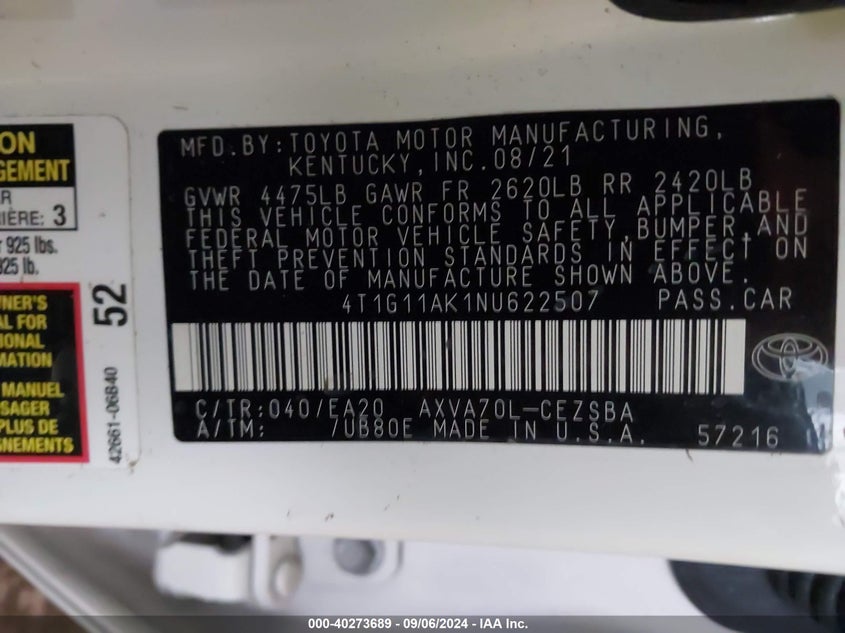 ON
GEMENT
R
IÈRE: 3
r 925 lbs.
925 lb.
NER'S
AL FOR
IONAL
MATION
MANUEL
SAGER
PLUS DE
GNEMENTS
52
42661-06B40
MFD.BY:TOYOTA MOTOR MANUFACTURING,
KENTUCKY,INC.08/21
GVWR 4475LB GAWR FR 2620LB RR 2420LB
THIS VEHICLE CONFORMS TO ALL APPLICABLE
FEDERAL MOTOR VEHICLE SAFETY,BUMPER,AND
THEFT PREVENTION STANDARDS IN EFFECT ON
THE DATE OF MANUFACTURE SHOWN ABOVE.
4T1G11AK1NU622507 PASS.CAR
C/TR:040/EA20 AXVA70L-CEZSBA
A/TM: 7UB80E MADE IN U.S.A. 57216
TOYOTA
000-40273689 - 09/06/2024 - IAA Inc.